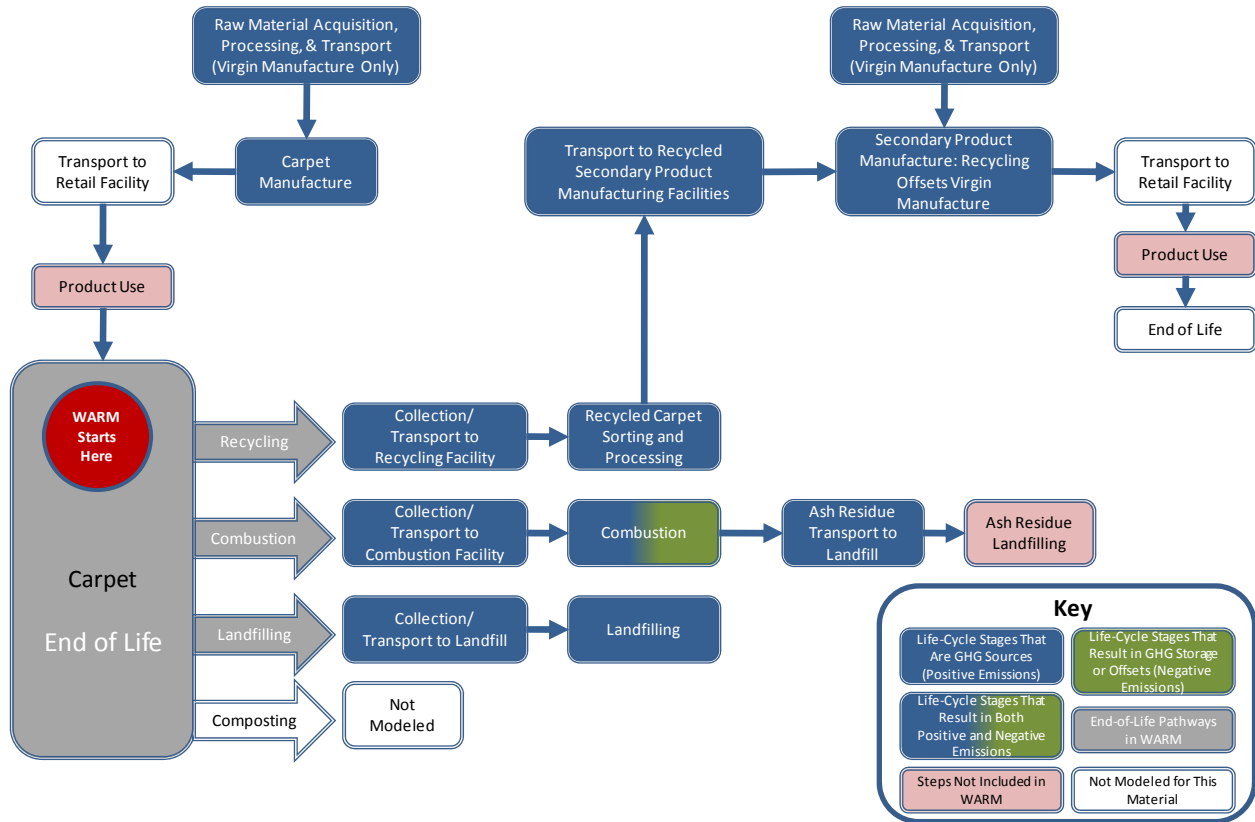 Raw Material Acquisition,
Processing, & Transport
(Virgin Manufacture Only)
Raw Material Acquisition,
Processing, & Transport
(Virgin Manufacture Only)
Transport to
Retail Facility
Carpet
Manufacture
Transport to Recycled
Secondary Product
Manufacturing Facilities
Secondary Product
Manufacture: Recycling
Offsets Virgin
Manufacture
Transport to
Retail Facility
Product Use
Product Use
End of Life
WARM
Starts
Here
Carpet
End of Life
Recycling
Collection/
Transport to
Recycling Facility
Recycled Carpet
Sorting and
Processing
Combustion
Collection/
Transport to
Combustion Facility
Combustion
Ash Residue
Transport to
Landfill
Ash Residue
Landfilling
Landfilling
Collection/
Transport to Landfill
Landfilling
Composting
Not
Modeled
Key
Life-Cycle Stages That
Are GHG Sources
(Positive Emissions)
Life-Cycle Stages That
Result in GHG Storage
or Offsets (Negative
Emissions)
Life-Cycle Stages That
Result in Both
Positive and Negative
Emissions
End-of-Life Pathways
in WARM
Steps Not Included in
WARM
Not Modeled for This
Material